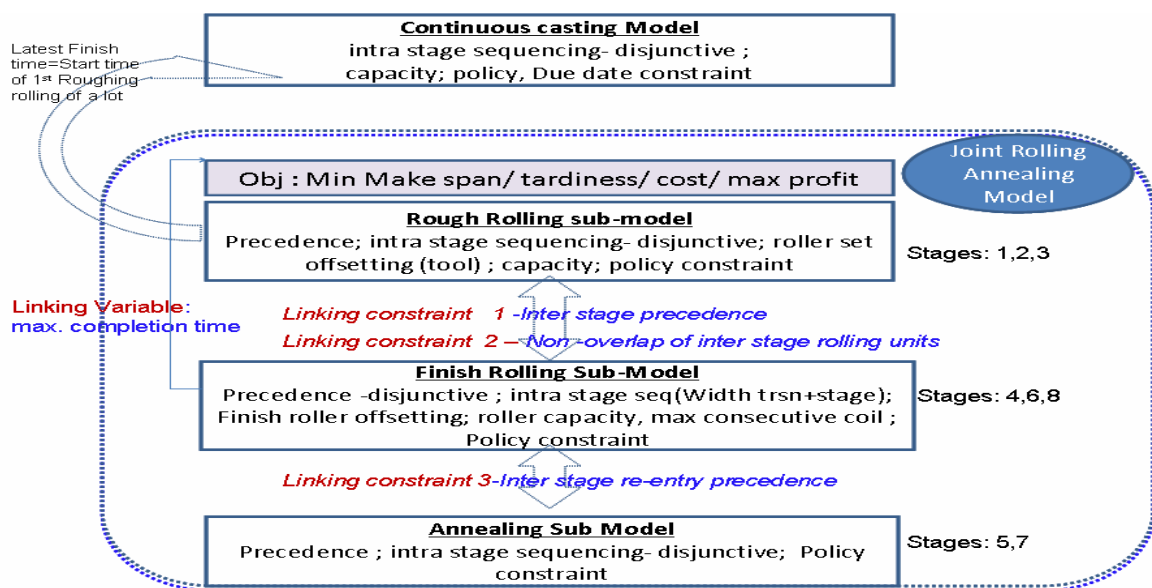 Continuous casting Model
intra stage sequencing- disjunctive ;
capacity; policy, Due date constraint
Latest Finish
time=Start time
of 1st Roughing
rolling of a lot
Joint Rolling
Annealing
Model
Obj : Min Make span/ tardiness/ cost/ max profit
Rough Rolling sub-model
Precedence; intra stage sequencing- disjunctive; roller set
offsetting (tool) ; capacity; policy constraint
Stages: 1,2,3
Linking Variable:
max. completion time
Linking constraint 1 -Inter stage precedence
Linking constraint 2 – Non-overlap of inter stage rolling units
Finish Rolling Sub-Model
Precedence -disjunctive ; intra stage seq(Width trsn+stage);
Finish roller offsetting; roller capacity, max consecutive coil ;
Policy constraint
Stages: 4,6,8
Linking constraint 3-Inter stage re-entry precedence
Annealing Sub Model
Precedence ; intra stage sequencing- disjunctive; Policy
constraint
Stages: 5,7